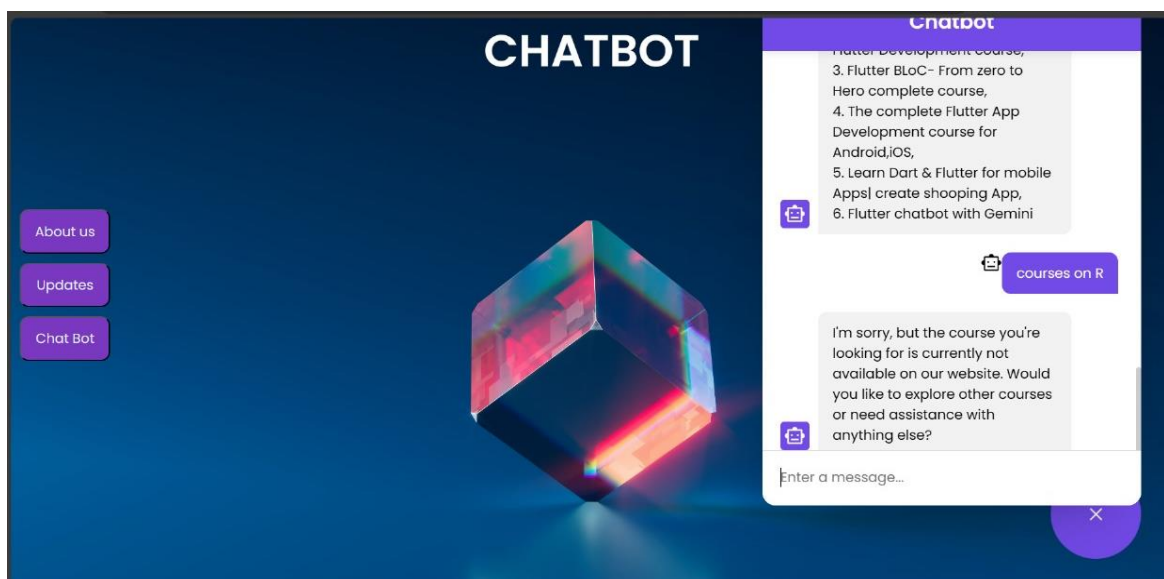 CHATBOT
About us
Updates
Chat Bot
Chatbot
Flutter Development course,
3. Flutter BLoC- From zero to
Hero complete course,
4. The complete Flutter App
Development course for
Android,iOS,
5. Learn Dart & Flutter for mobile
Apps| create shooping App,
6. Flutter chatbot with Gemini
courses on R
I'm sorry, but the course you're
looking for is currently not
available on our website. Would
you like to explore other courses
or need assistance with
anything else?
Enter a message...